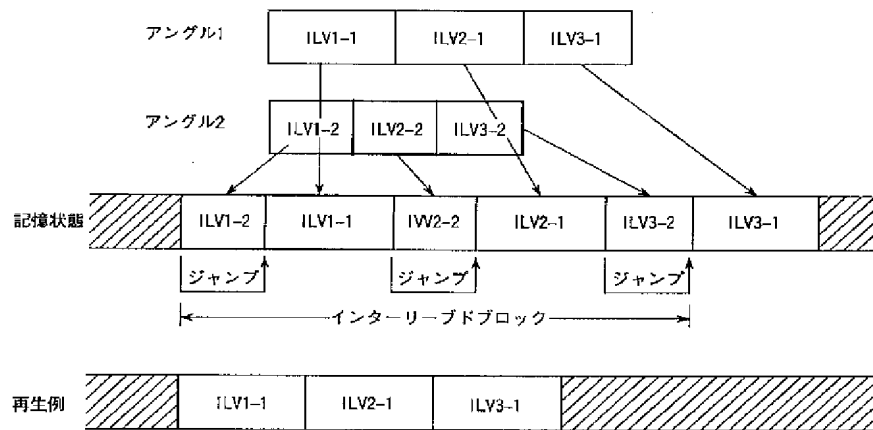 アングル1 ILV1-1 ILV2-1 ILV3-1
アングル2 ILV1-2 ILV2-2 ILV3-2
記憶状態 ILV1-2 ILV1-1 IVV2-2 ILV2-1 ILV3-2 ILV3-1
ジャンプ ジャンプ ジャンプ
インターリーブドブロック
再生例 ILV1-1 ILV2-1 ILV3-1